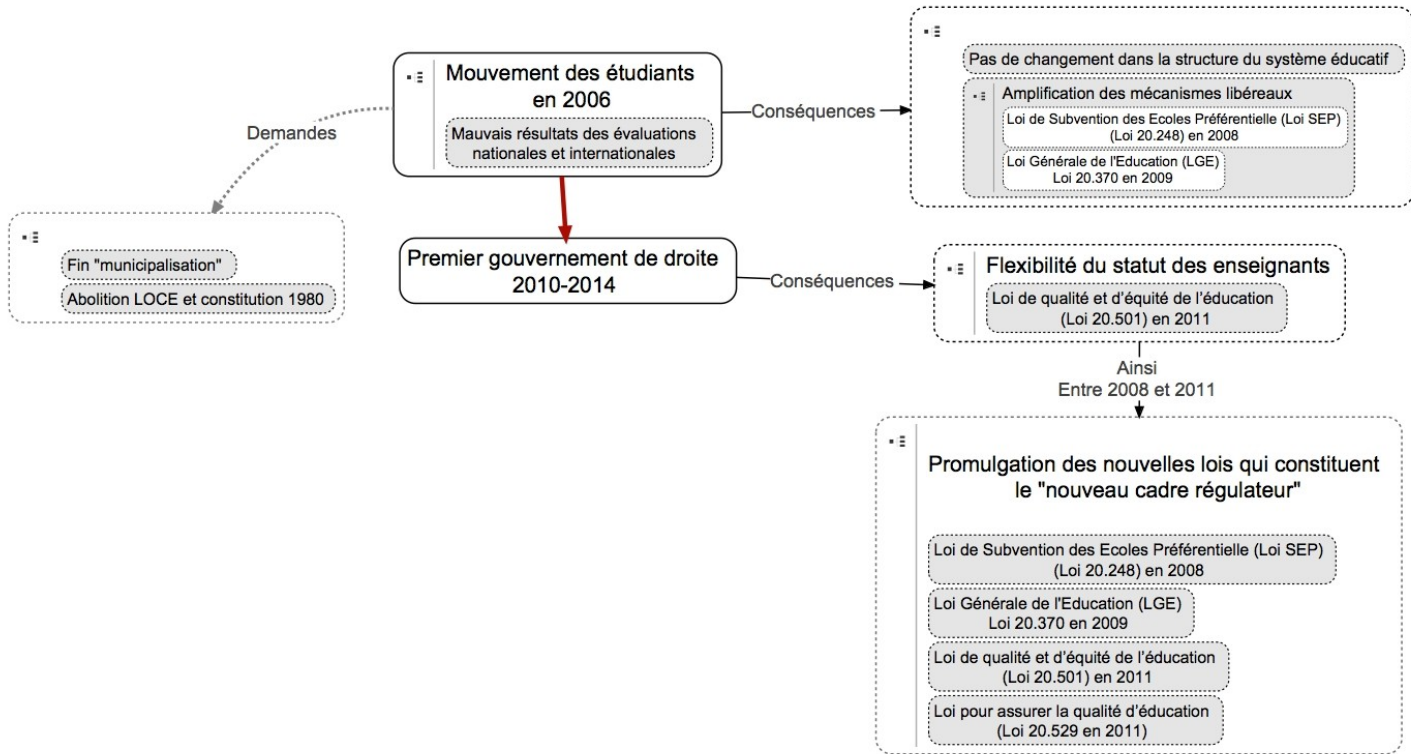 Mouvement des étudiants
en 2006
Mauvais résultats des évaluations
nationales et internationales
Demandes
Fin "municipalisation"
Abolition LOCE et constitution 1980
Conséquences
Pas de changement dans la structure du système éducatif
Amplification des mécanismes libéreaux
Loi de Subvention des Ecoles Préférentielle (Loi SEP)
(Loi 20.248) en 2008
Loi Générale de l'Education (LGE)
Loi 20.370 en 2009
Premier gouvernement de droite
2010-2014
Conséquences
Flexibilité du statut des enseignants
Loi de qualité et d'équité de l'éducation
(Loi 20.501) en 2011
Ainsi
Entre 2008 et 2011
Promulgation des nouvelles lois qui constituent
le "nouveau cadre régulateur"
Loi de Subvention des Ecoles Préférentielle (Loi SEP)
(Loi 20.248) en 2008
Loi Générale de l'Education (LGE)
Loi 20.370 en 2009
Loi de qualité et d'équité de l'éducation
(Loi 20.501) en 2011
Loi pour assurer la qualité d'éducation
(Loi 20.529 en 2011)